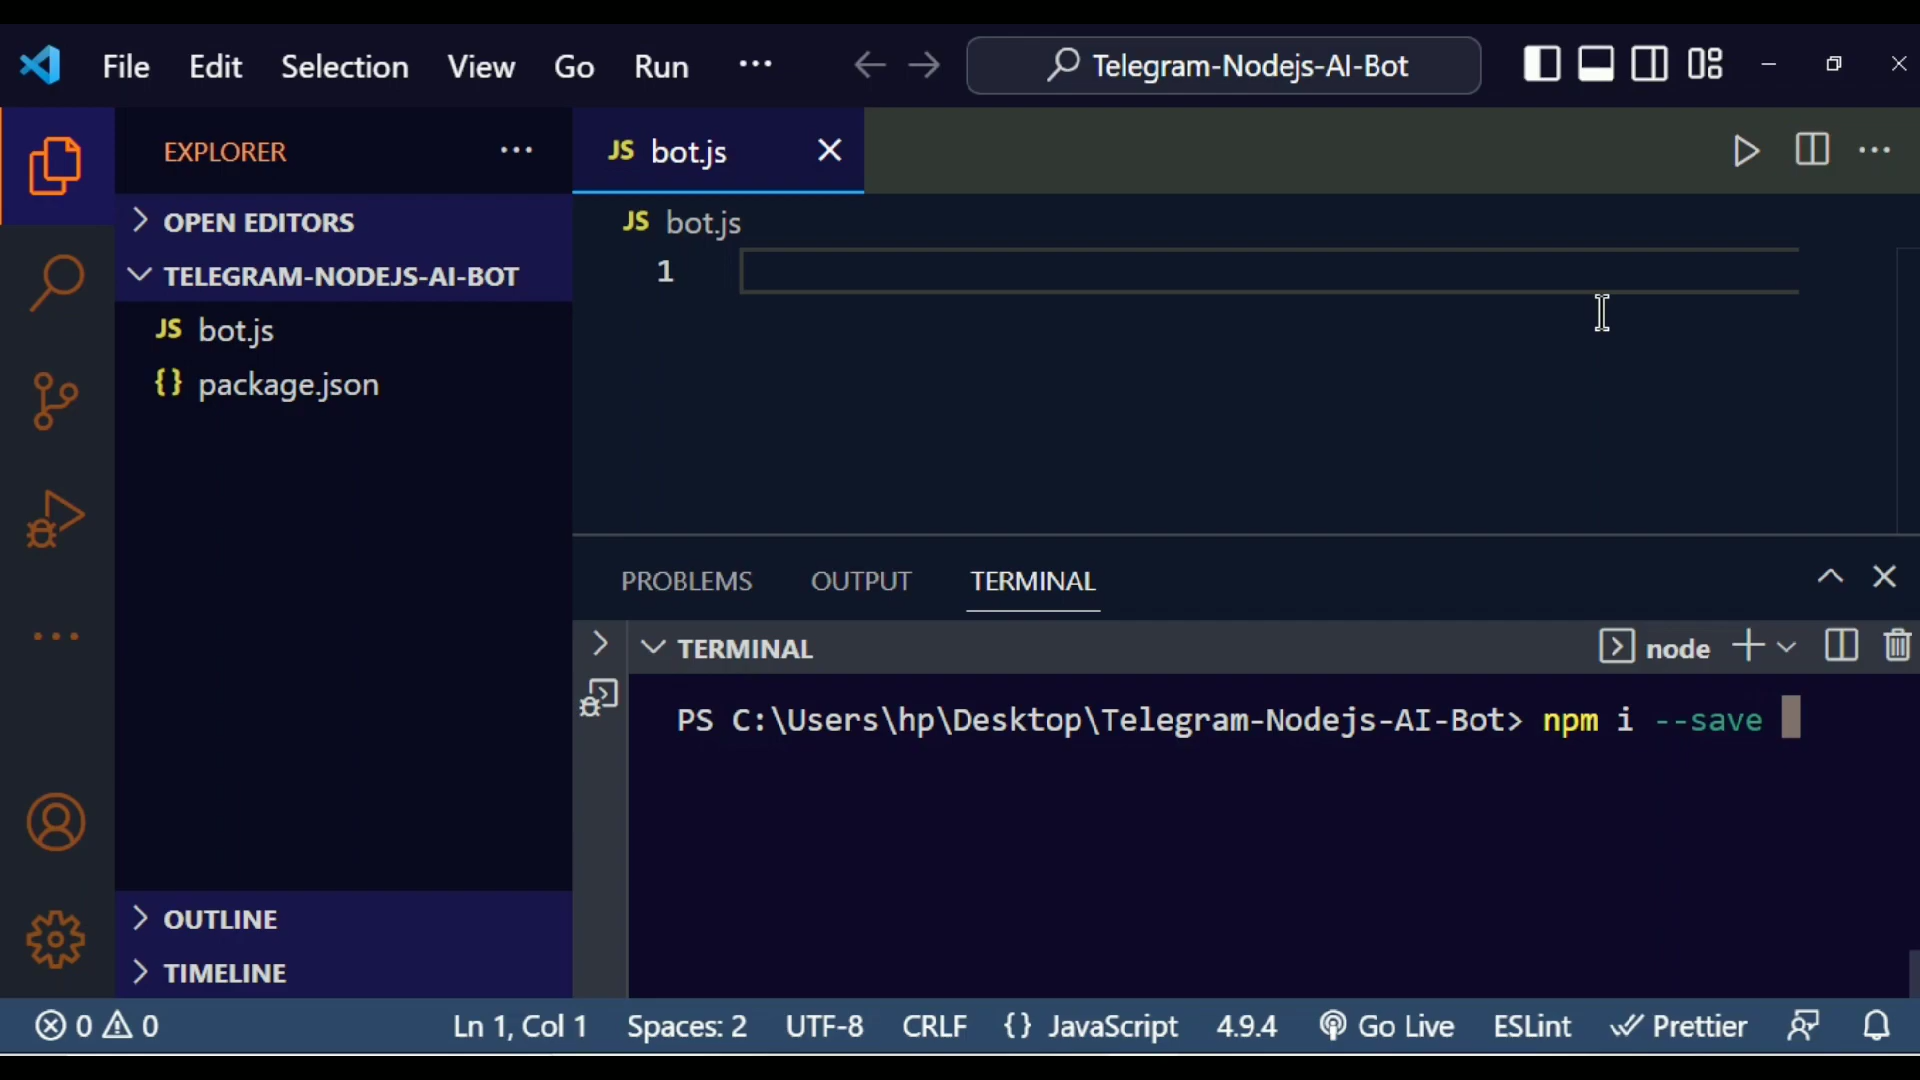 File Edit Selection View Go Run ··· Telegram-Nodejs-AI-Bot
EXPLORER ···
JS bot.js
OPEN EDITORS
JS bot.js
TELEGRAM-NODEJS-AI-BOT
1
JS bot.js
{} package.json
PROBLEMS OUTPUT TERMINAL
TERMINAL
node
PS C:\Users\hp\Desktop\Telegram-Nodejs-AI-Bot> npm i --save
OUTLINE
TIMELINE
0 0 Ln 1, Col 1 Spaces: 2 UTF-8 CRLF {} JavaScript 4.9.4 Go Live ESLint Prettier